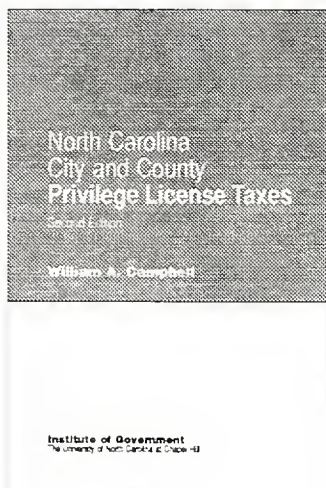 North Carolina
City and County
Privilege License Taxes
Second Edition
William A. Campbell
Institute of Government
The University of North Carolina at Chapel Hill